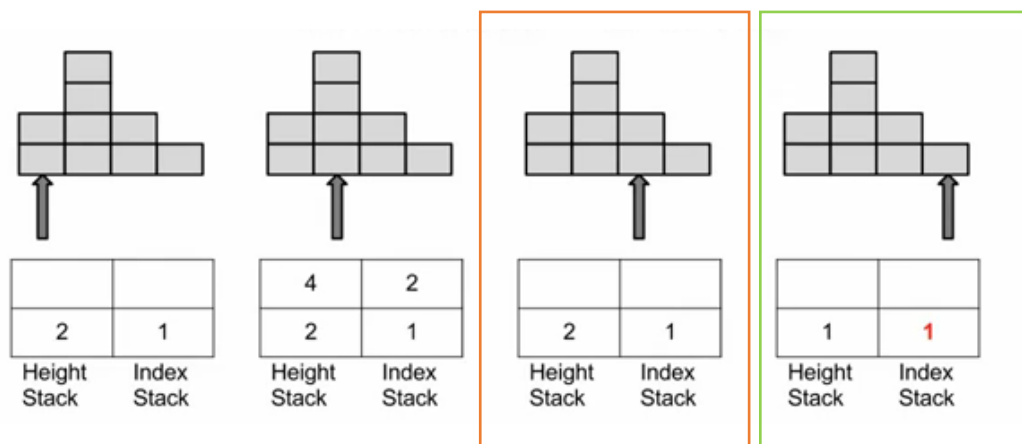 4 2
2 1 2 1 2 1 1 1
Height Index Height Index Height Index Height Index
Stack Stack Stack Stack Stack Stack Stack Stack